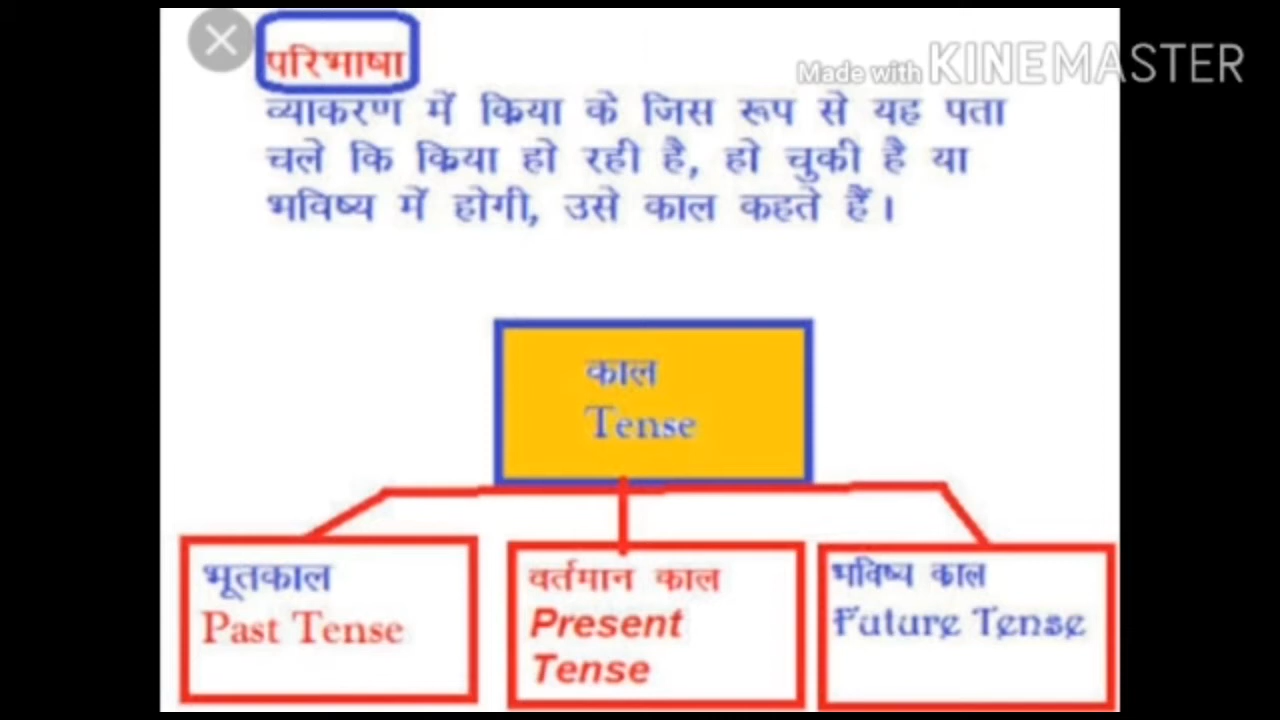 परिभाषा
Made with KINEMASTER
व्याकरण में क्रिया के जिस रूप से यह पता
चले कि क्रिया हो रही है, हो चुकी है या
भविष्य में होगी, उसे काल कहते हैं।
काल
Tense
भूतकाल
Past Tense
वर्तमान काल
Present
Tense
भविष्य काल
Future Tense